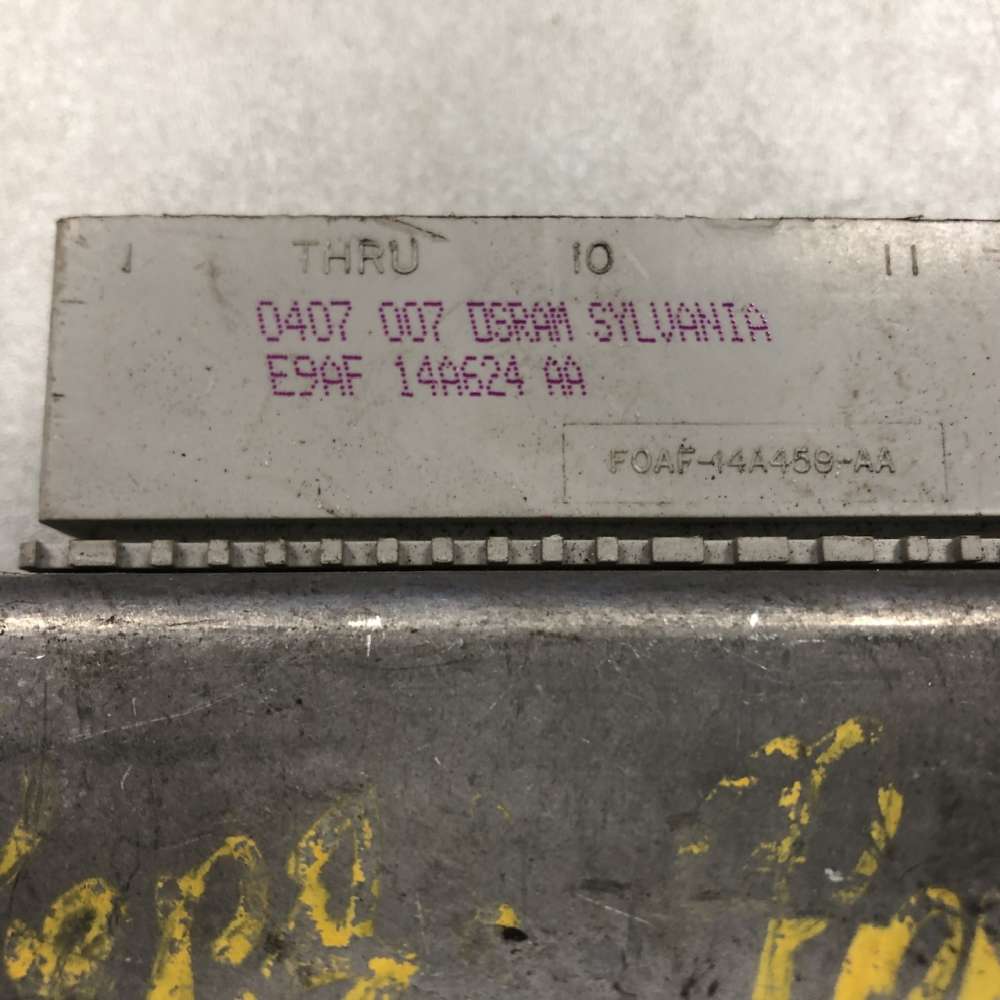 1 THRU 10 11
0407 007 OSRAM SYLVANIA
E9AF 14A624 AA
F0AF-14A459-AA